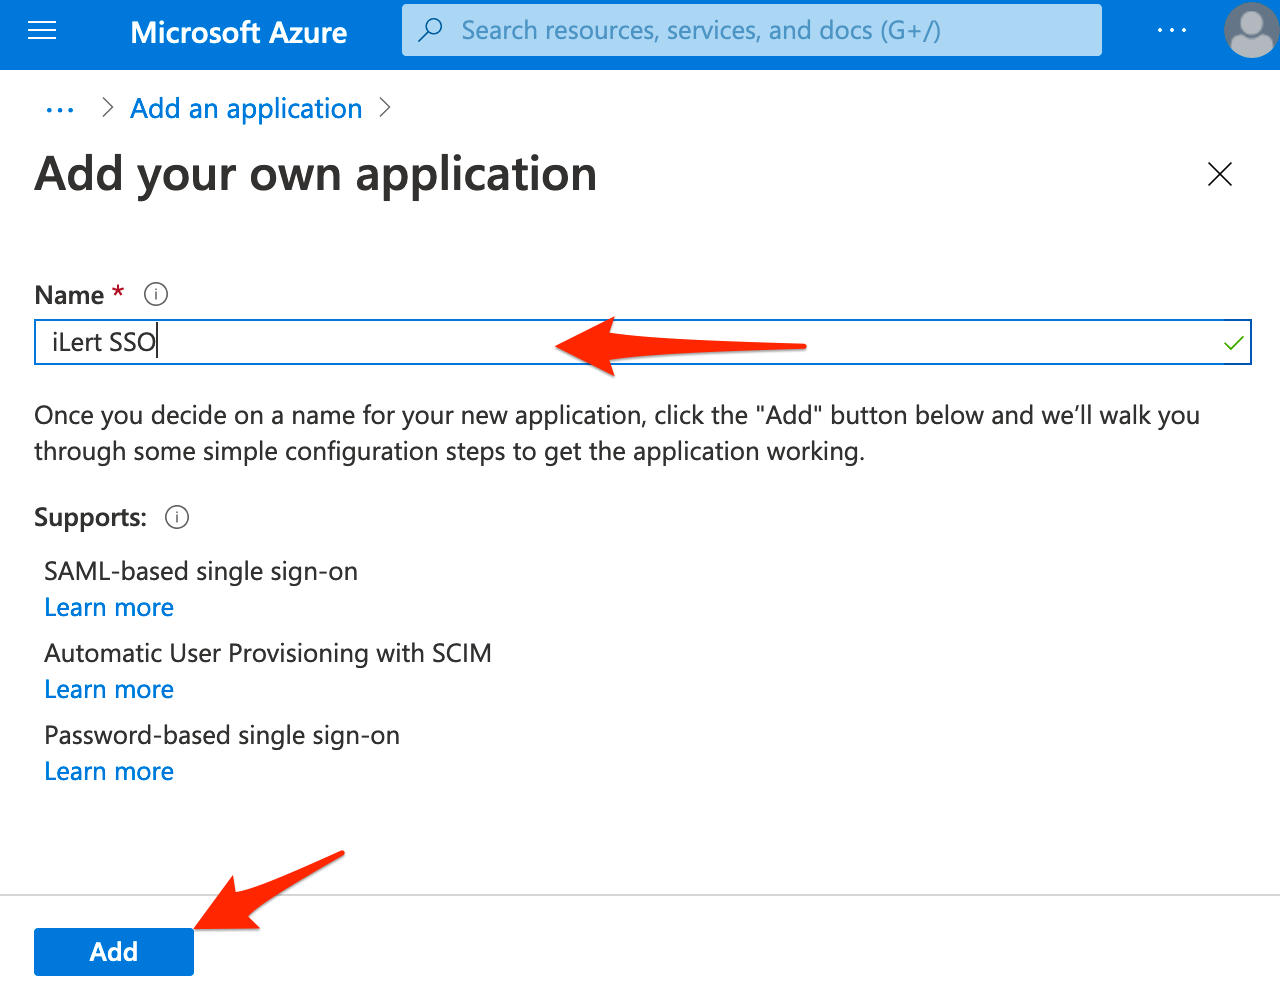 Microsoft Azure
Search resources, services, and docs (G+/)
Add an application
Add your own application
Name *
iLert SSO
Once you decide on a name for your new application, click the "Add" button below and we’ll walk you
through some simple configuration steps to get the application working.
Supports:
SAML-based single sign-on
Learn more
Automatic User Provisioning with SCIM
Learn more
Password-based single sign-on
Learn more
Add